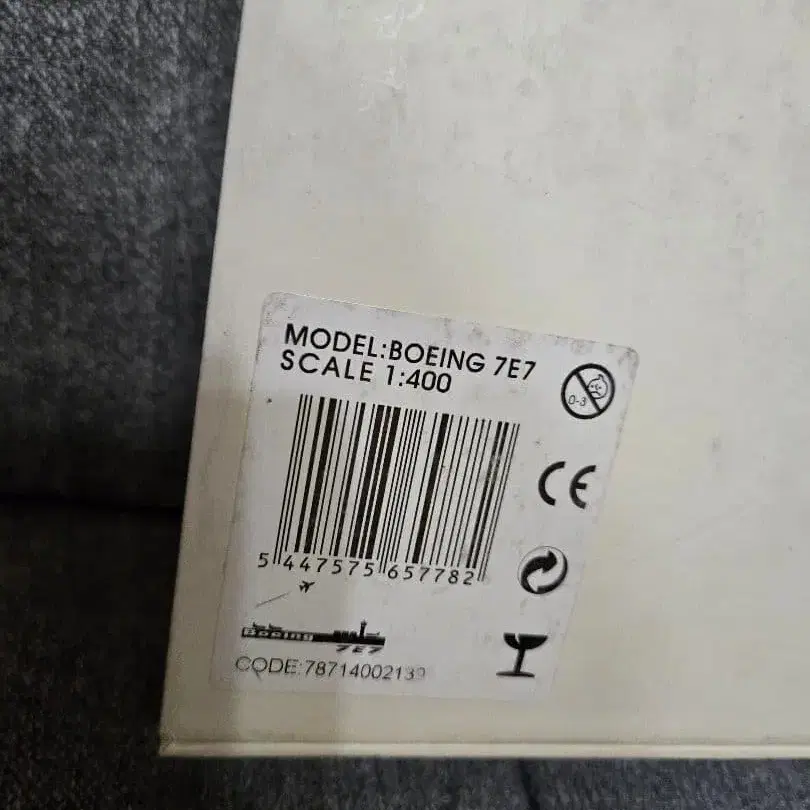 MODEL:BOEING 7E7
SCALE 1:400
0-3
CE
5 447575 657782
Boeing
7E7
CODE:78714002139